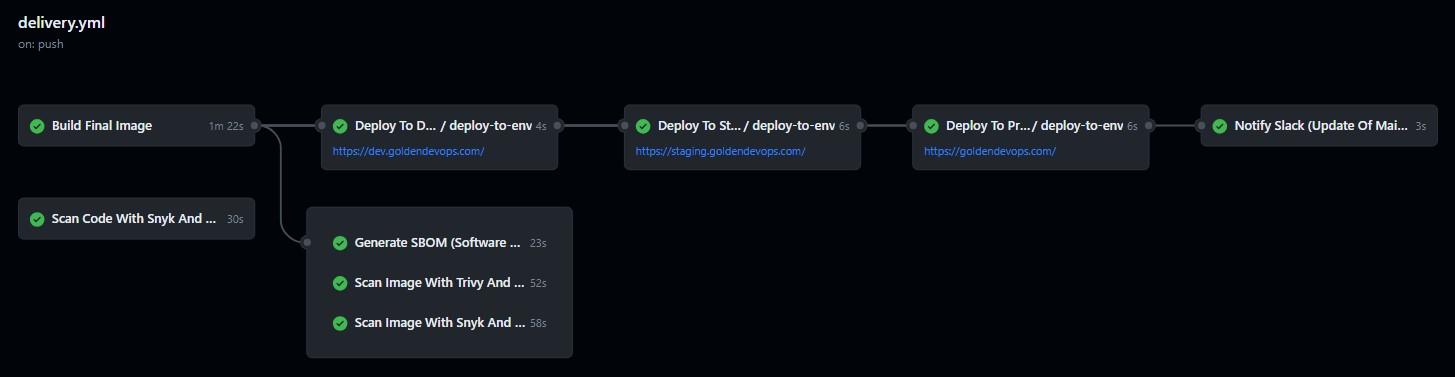 delivery.yml
on: push
Build Final Image 1m 22s
Deploy To D... / deploy-to-env 4s
https://dev.goldendevops.com/
Deploy To St... / deploy-to-env 6s
https://staging.goldendevops.com/
Deploy To Pr... / deploy-to-env 6s
https://goldendevops.com/
Notify Slack (Update Of Mai... 3s
Scan Code With Snyk And ... 30s
Generate SBOM (Software ... 23s
Scan Image With Trivy And ... 52s
Scan Image With Snyk And ... 58s